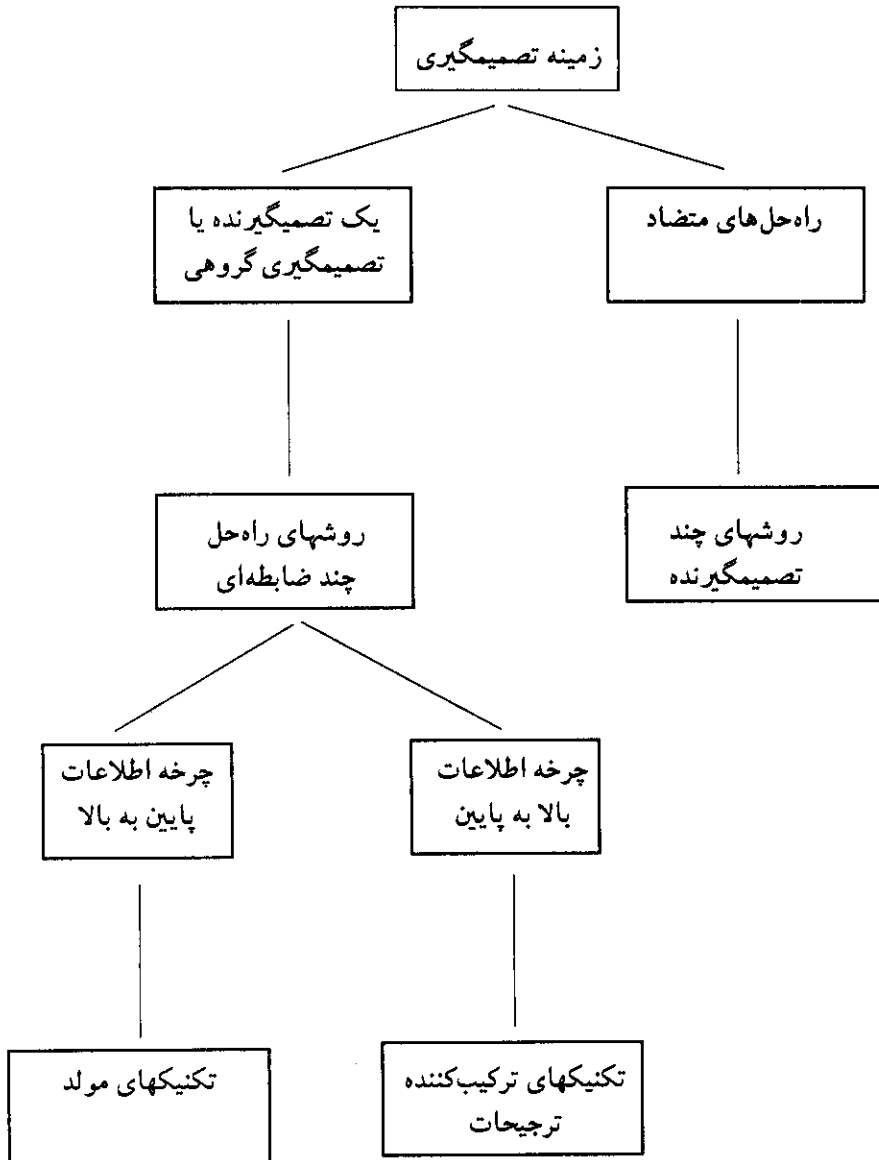 زمینه تصمیمگیری
راه‌حل‌های متضاد
یک تصمیگیرنده یا
تصمیمگیری گروهی
روشهای چند
تصمیمگیرنده
روشهای راه‌حل
چند ضابطه‌ای
چرخه اطلاعات
بالا به پایین
چرخه اطلاعات
پایین به بالا
تکنیکهای ترکیب‌کننده
ترجیحات
تکنیکهای مولد